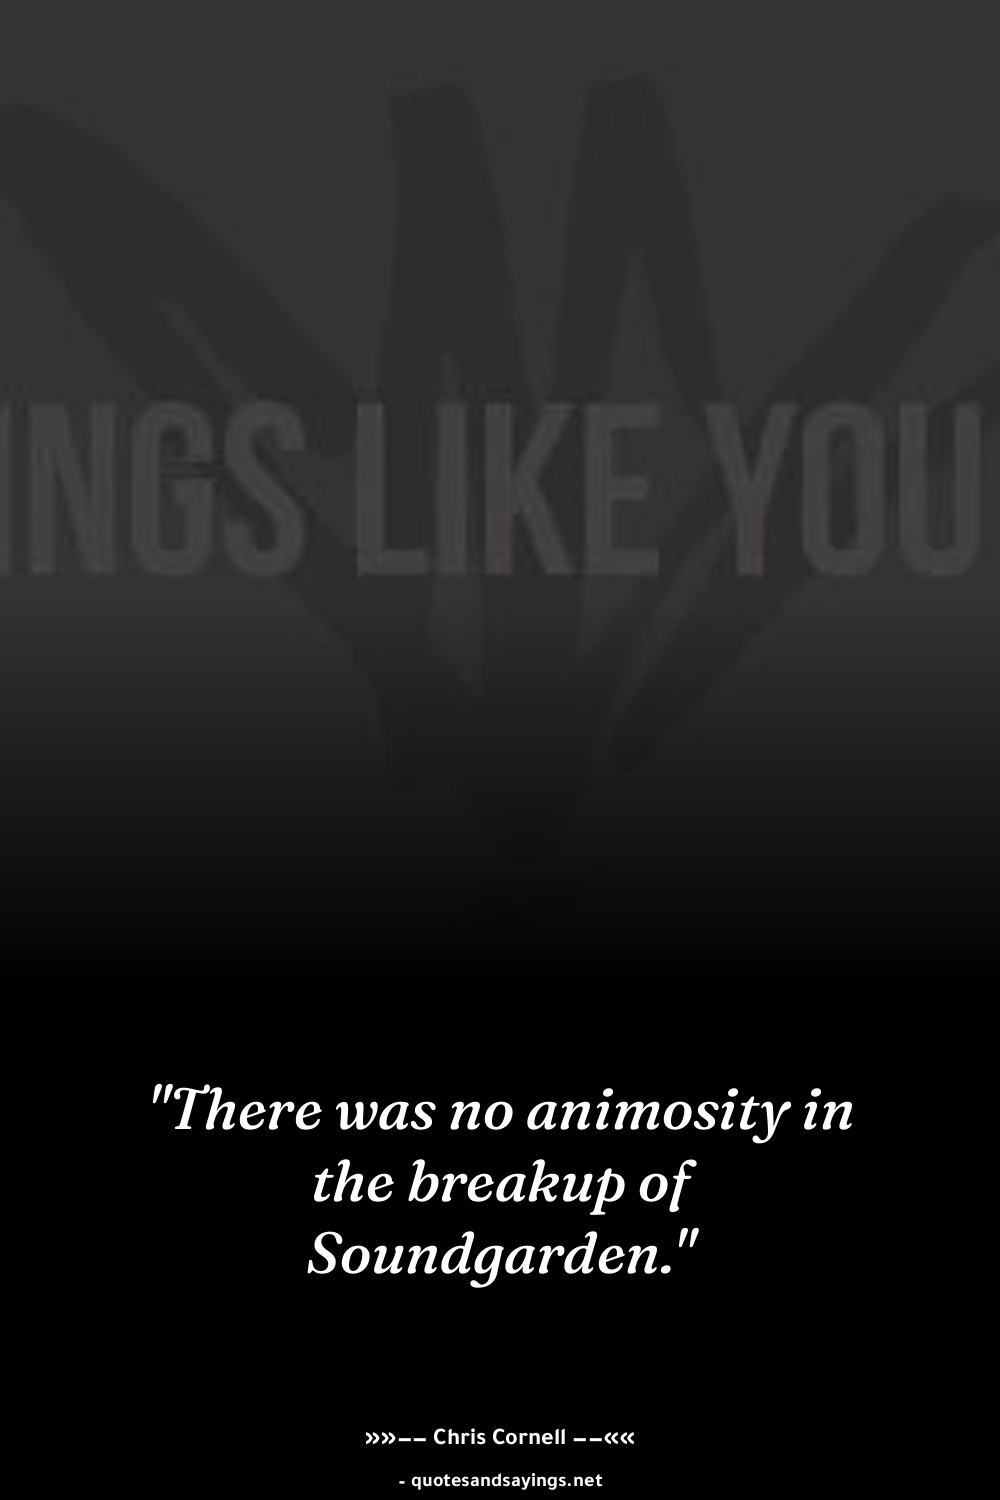 INGS LIKE YOU
"There was no animosity in
the breakup of
Soundgarden."
»»−− Chris Cornell −−««
- quotesandsayings.net